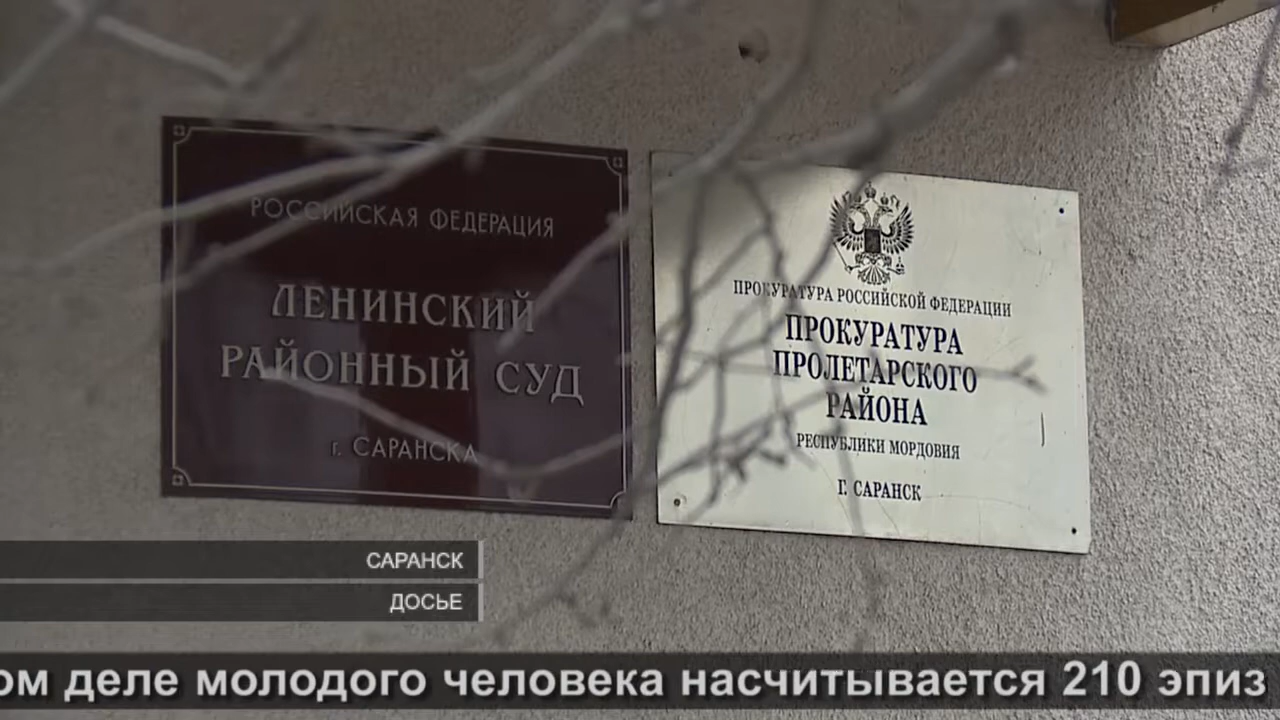 РОССИЙСКАЯ ФЕДЕРАЦИЯ
ЛЕНИНСКИЙ
РАЙОННЫЙ СУД
г. САРАНСКА
ПРОКУРАТУРА РОССИЙСКОЙ ФЕДЕРАЦИИ
ПРОКУРАТУРА
ПРОЛЕТАРСКОГО
РАЙОНА
РЕСПУБЛИКИ МОРДОВИЯ
Г. САРАНСК
САРАНСК
ДОСЬЕ
ом деле молодого человека насчитывается 210 эпиз